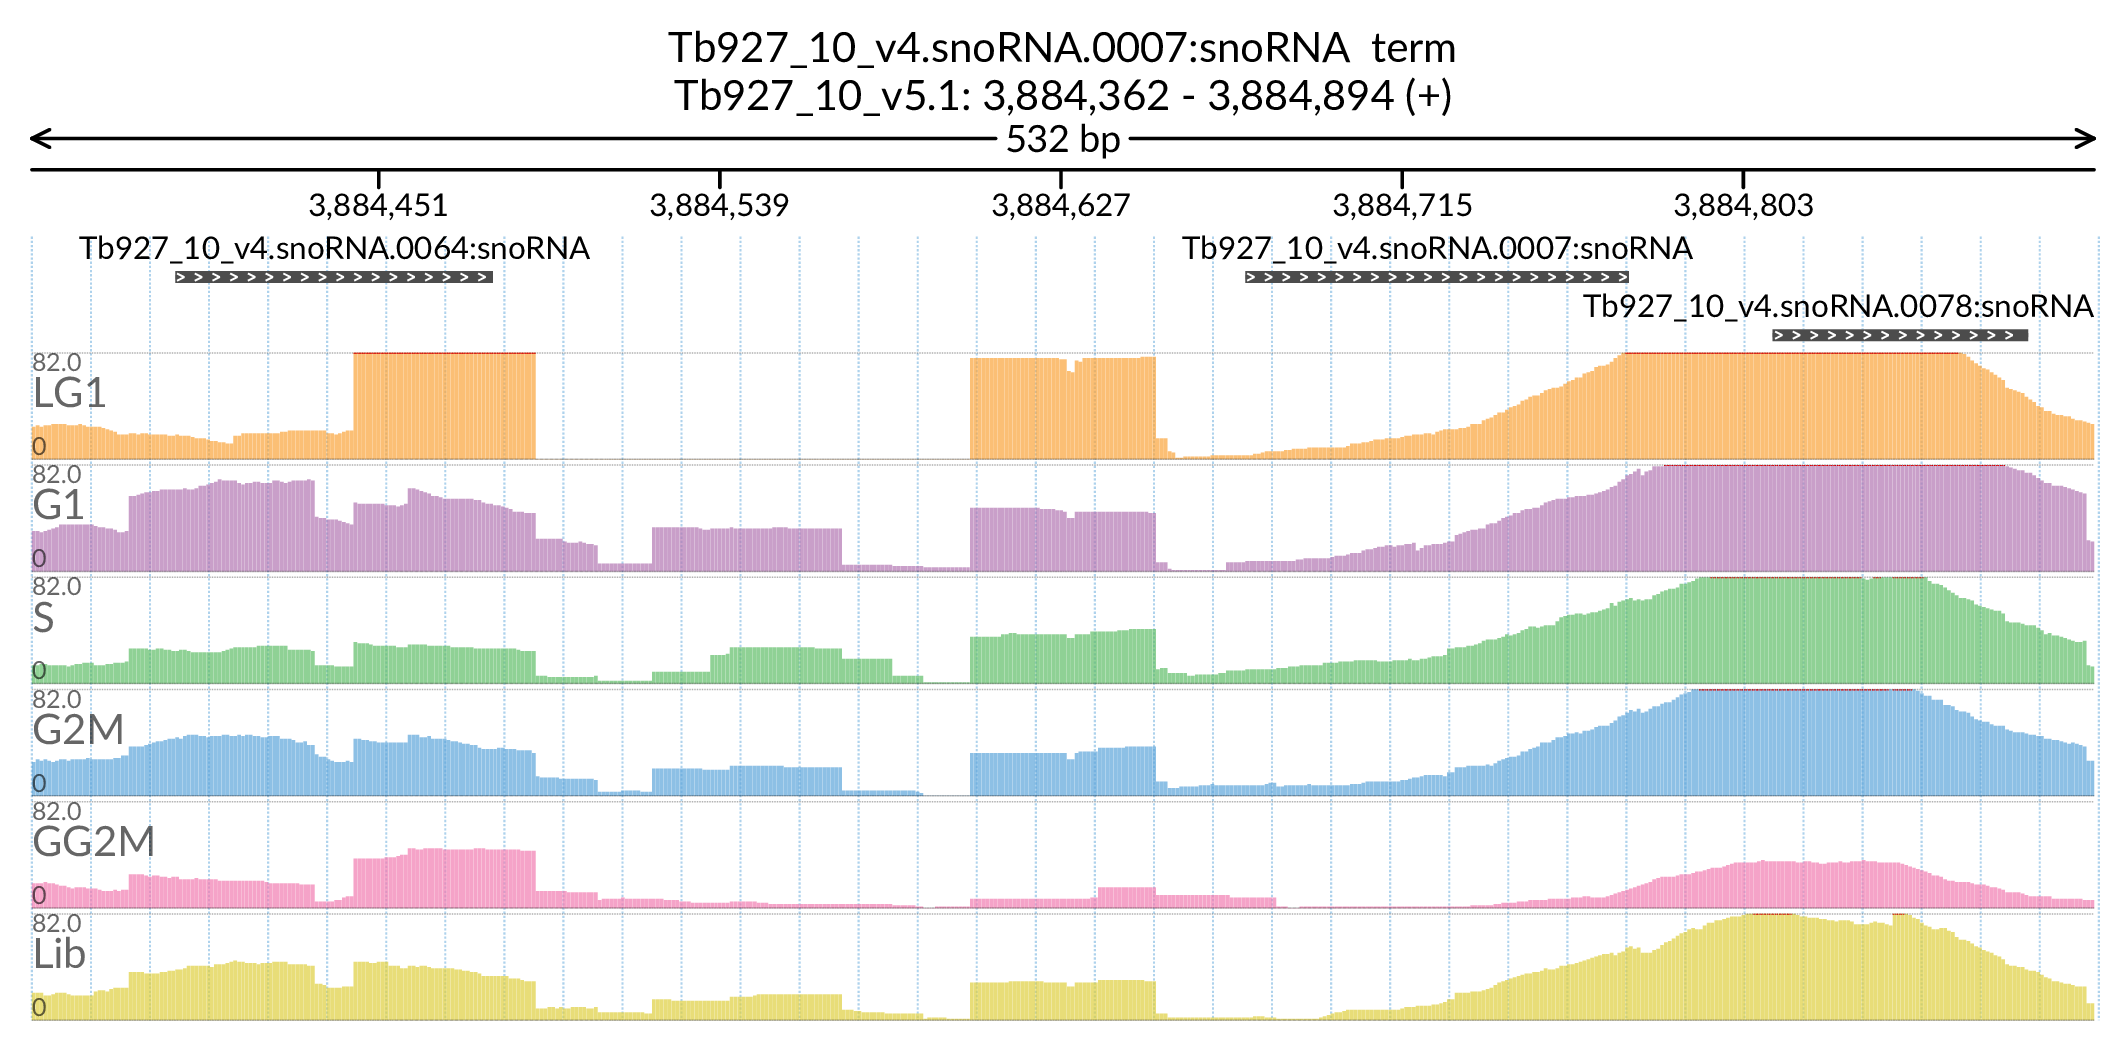 Tb927_10_v4.snoRNA.0007:snoRNA term
Tb927_10_v5.1: 3,884,362 - 3,884,894 (+)
532 bp
3,884,451 3,884,539 3,884,627 3,884,715 3,884,803
Tb927_10_v4.snoRNA.0064:snoRNA Tb927_10_v4.snoRNA.0007:snoRNA
Tb927_10_v4.snoRNA.0078:snoRNA
82.0
LG1
0
82.0
G1
0
82.0
S
0
82.0
G2M
0
82.0
GG2M
0
82.0
Lib
0